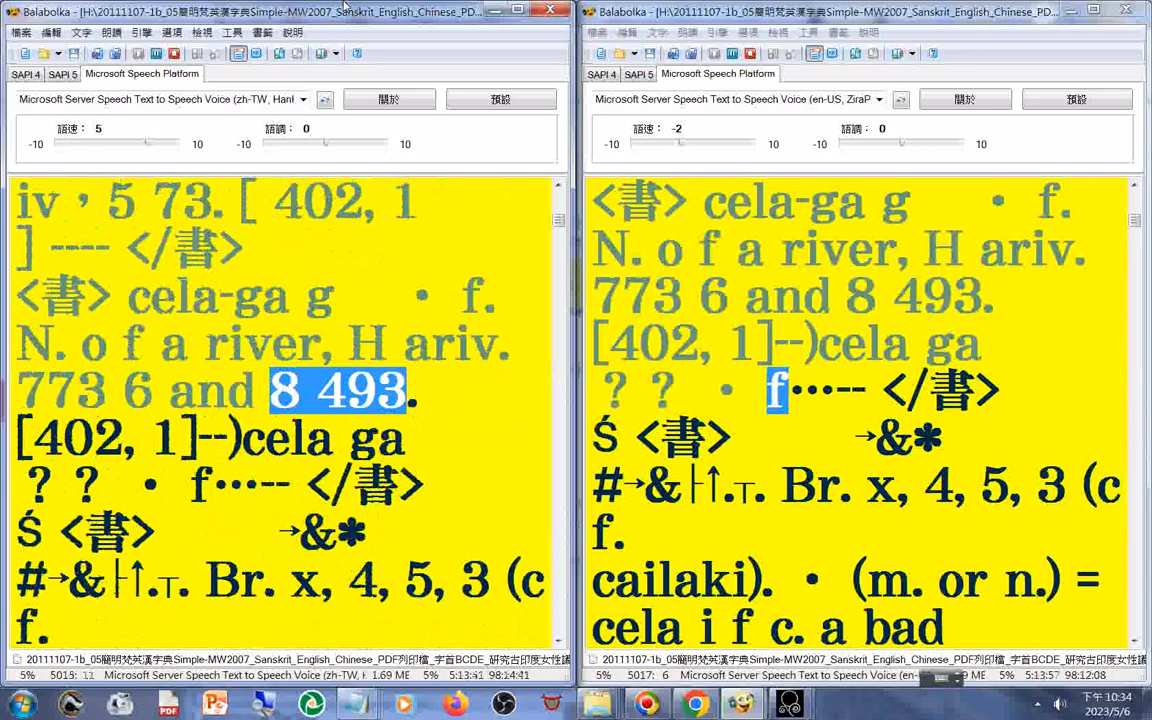 Balabolka - [H:\20111107-1b_05簡明梵英漢字典Simple-MW2007_Sanskrit_English_Chinese_PD...
檔案 編輯 文字 朗讀 引擎 選項 檢視 工具 書籤 說明
SAPI 4 SAPI 5 Microsoft Speech Platform
Microsoft Server Speech Text to Speech Voice (zh-TW, HanH 關於 預設
語速： 5 語調： 0
-10 10 -10 10
iv，5 73. [ 402, 1
] ---- </書>
<書> cela-ga g • f.
N. o f a river, H ariv.
773 6 and 8 493.
[402, 1]--)cela ga
? ? • f…-- </書>
Ś <書> →&*
#→&├↑.┬. Br. x, 4, 5, 3 (c
f.
20111107-1b_05簡明梵英漢字典Simple-MW2007_Sanskrit_English_Chinese_PDF列印檔_字首BCDE_研究古印度女性議
5% 5015: 11 Microsoft Server Speech Text to Speech Voice (zh-TW, H 1.69 MB 5% 5:13:41 98:14:41
Balabolka - [H:\20111107-1b_05簡明梵英漢字典Simple-MW2007_Sanskrit_English_Chinese_PD...
檔案 編輯 文字 朗讀 引擎 選項 檢視 工具 書籤 說明
SAPI 4 SAPI 5 Microsoft Speech Platform
Microsoft Server Speech Text to Speech Voice (en-US, ZiraP 關於 預設
語速： -2 語調： 0
-10 10 -10 10
<書> cela-ga g • f.
N. o f a river, H ariv.
773 6 and 8 493.
[402, 1]--)cela ga
? ? • f…-- </書>
Ś <書> →&*
#→&├↑.┬. Br. x, 4, 5, 3 (c
f.
cailaki). • (m. or n.) =
cela i f c. a bad
20111107-1b_05簡明梵英漢字典Simple-MW2007_Sanskrit_English_Chinese_PDF列印檔_字首BCDE_研究古印度女性議
5% 5017: 6 Microsoft Server Speech Text to Speech Voice (en-US 5% 5:13:57 98:12:08
下午 10:34
2023/5/6